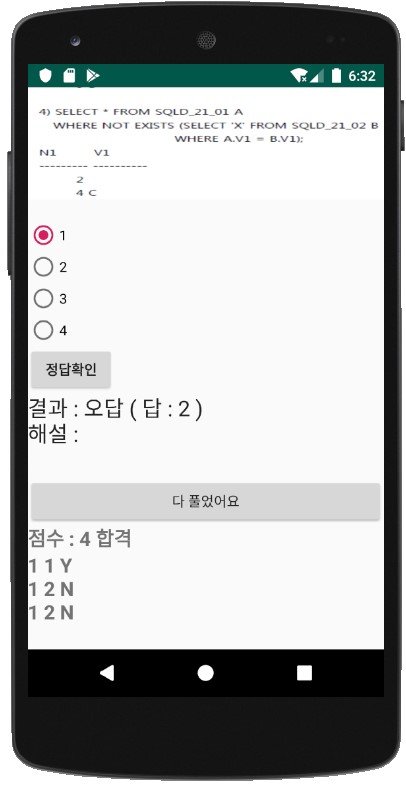 6:32
4) SELECT * FROM SQLD_21_01 A
WHERE NOT EXISTS (SELECT 'X' FROM SQLD_21_02 B
WHERE A.V1 = B.V1);
N1 V1
--------- ----------
2
4 C
1
2
3
4
정답확인
결과 : 오답 ( 답 : 2 )
해설 :
다 풀었어요
점수 : 4 합격
1 1 Y
1 2 N
1 2 N